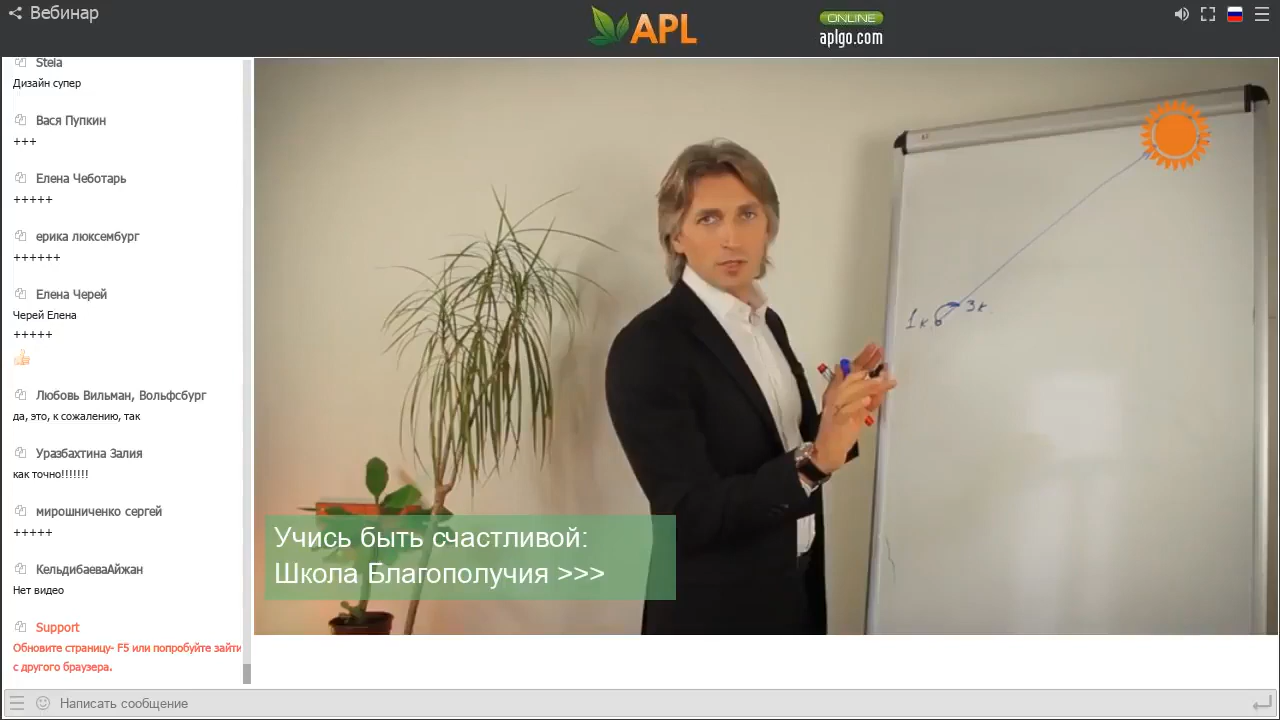 Вебинар
APL
ONLINE
aplgo.com
Stela
Дизайн супер
Вася Пупкин
+++
Елена Чеботарь
+++++
ерика люксембург
++++++
Елена Черей
Черей Елена
+++++
Любовь Вильман, Вольфсбург
да, это, к сожалению, так
Уразбахтина Залия
как точно!!!!!!!
мирошниченко сергей
+++++
КельдибаеваАйжан
Нет видео
Support
Обновите страницу- F5 или попробуйте зайти
с другого браузера.
Написать сообщение
1к
3к
Учись быть счастливой:
Школа Благополучия >>>